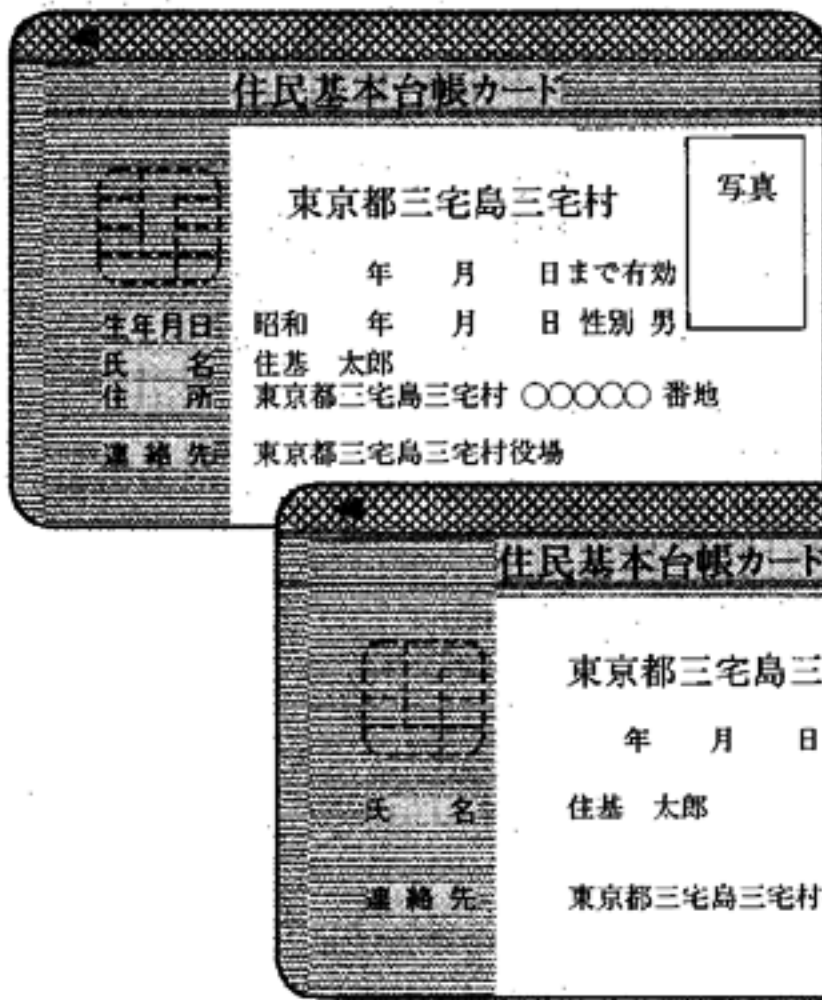 住民基本台帳カード
写真
東京都三宅島三宅村
年 月 日まで有効
生年月日 昭和 年 月 日 性別 男
氏 名 住基 太郎
住 所 東京都三宅島三宅村 ○○○○○ 番地
連絡先 東京都三宅島三宅村役場
住民基本台帳カード
東京都三宅島三
年 月 日
氏 名 住基 太郎
連絡先 東京都三宅島三宅村